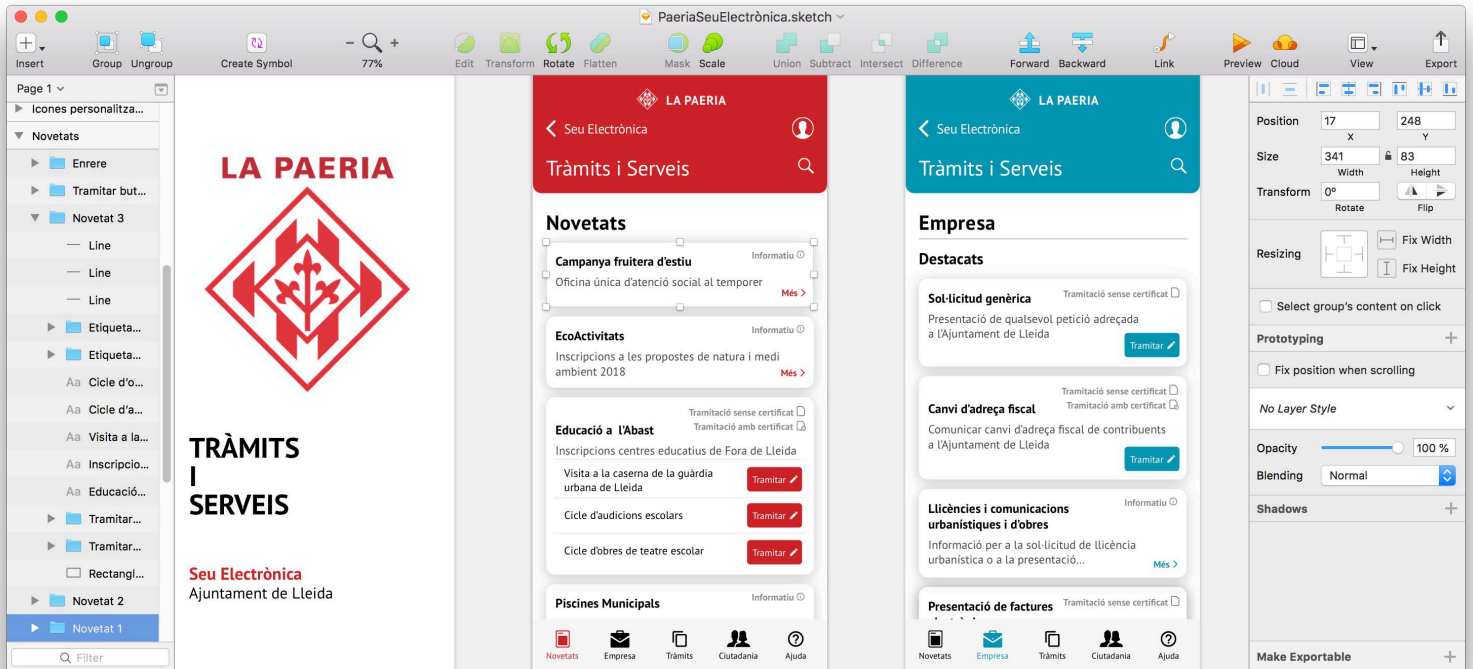 PaeriaSeuElectrònica.sketch
Insert
Group
Ungroup
Create Symbol
77%
Edit
Transform
Rotate
Flatten
Mask
Scale
Union
Subtract
Intersect
Difference
Forward
Backward
Link
Preview
Cloud
View
Export
Page 1
Icones personalitza...
Novetats
Enrere
Tramitar but...
Novetat 3
Line
Line
Line
Etiqueta...
Etiqueta...
Aa Cicle d'o...
Aa Cicle d'a...
Aa Visita a la...
Aa Inscripcio...
Aa Educació...
Tramitar...
Tramitar...
Rectangl...
Novetat 2
Novetat 1
Filter
LA PAERIA
TRÀMITS
I
SERVEIS
Seu Electrònica
Ajuntament de Lleida
LA PAERIA
Seu Electrònica
Tràmits i Serveis
Novetats
Informatiu
Campanya fruitera d'estiu
Oficina única d'atenció social al temporer
Més >
Informatiu
EcoActivitats
Inscripcions a les propostes de natura i medi
ambient 2018
Més >
Tramitació sense certificat
Tramitació amb certificat
Educació a l'Abast
Inscripcions centres educatius de Fora de Lleida
Visita a la caserna de la guàrdia
urbana de Lleida
Tramitar
Cicle d'audicions escolars
Tramitar
Cicle d'obres de teatre escolar
Tramitar
Informatiu
Piscines Municipals
Novetats
Empresa
Tràmits
Ciutadania
Ajuda
LA PAERIA
Seu Electrònica
Tràmits i Serveis
Empresa
Destacats
Tramitació sense certificat
Sol·licitud genèrica
Presentació de qualsevol petició adreçada
a l'Ajuntament de Lleida
Tramitar
Tramitació sense certificat
Tramitació amb certificat
Canvi d'adreça fiscal
Comunicar canvi d'adreça fiscal de contribuents
a l'Ajuntament de Lleida
Tramitar
Informatiu
Llicències i comunicacions
urbanístiques i d'obres
Informació per a la sol·licitud de llicència
urbanística o a la presentació...
Més >
Tramitació sense certificat
Presentació de factures
Novetats
Empresa
Tràmits
Ciutadania
Ajuda
Position
17
248
X
Y
Size
341
83
Width
Height
Transform
0°
Rotate
Flip
Resizing
Fix Width
Fix Height
Select group's content on click
Prototyping
Fix position when scrolling
No Layer Style
Opacity
100 %
Blending
Normal
Shadows
Make Exportable